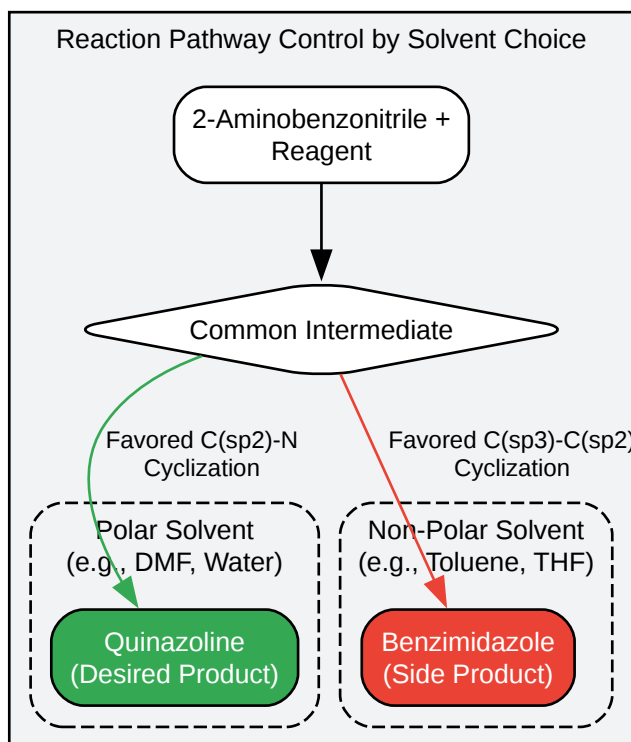 Reaction Pathway Control by Solvent Choice
2-Aminobenzonitrile +
Reagent
Common Intermediate
Favored C(sp2)-N
Cyclization
Favored C(sp3)-C(sp2)
Cyclization
Polar Solvent
(e.g., DMF, Water)
Non-Polar Solvent
(e.g., Toluene, THF)
Quinazoline
(Desired Product)
Benzimidazole
(Side Product)